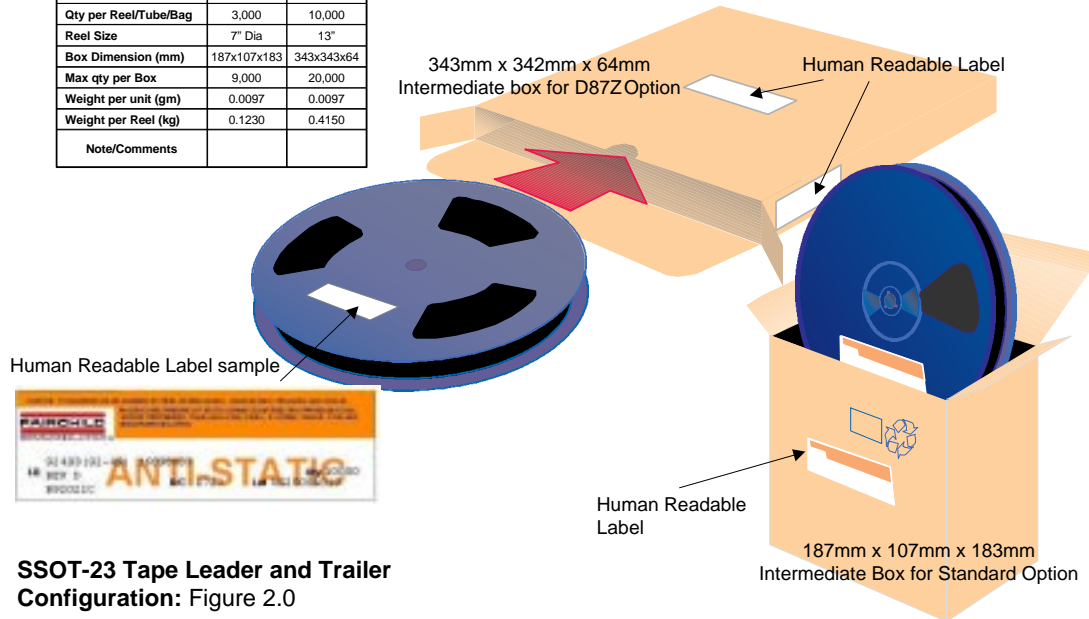 Qty per Reel/Tube/Bag 3,000 10,000
Reel Size 7" Dia 13"
Box Dimension (mm) 187x107x183 343x343x64
Max qty per Box 9,000 20,000
Weight per unit (gm) 0.0097 0.0097
Weight per Reel (kg) 0.1230 0.4150
Note/Comments
343mm x 342mm x 64mm
Intermediate box for D87Z Option
Human Readable Label
Human Readable Label sample
FAIRCHILD
ANTI-STATIC
Human Readable
Label
187mm x 107mm x 183mm
Intermediate Box for Standard Option
SSOT-23 Tape Leader and Trailer
Configuration: Figure 2.0